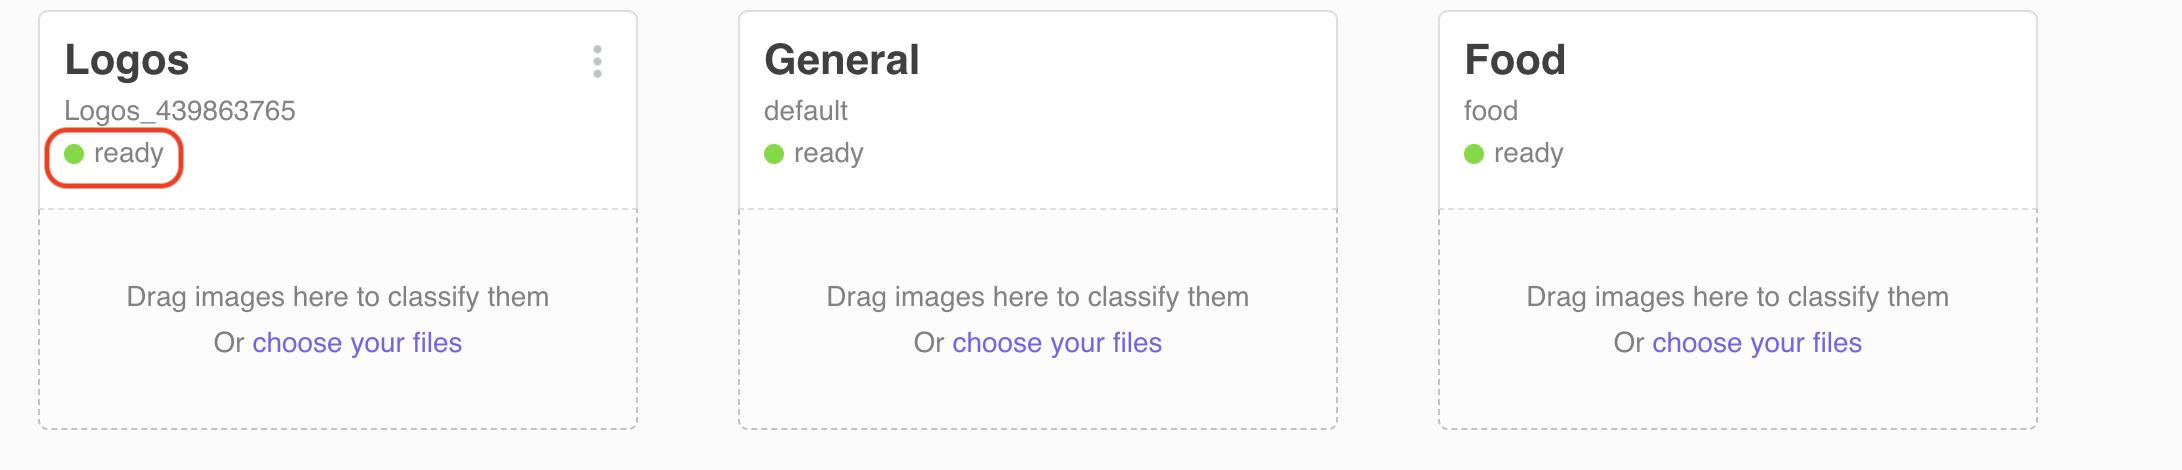 Logos
Logos_439863765
ready
Drag images here to classify them
Or choose your files
General
default
ready
Drag images here to classify them
Or choose your files
Food
food
ready
Drag images here to classify them
Or choose your files